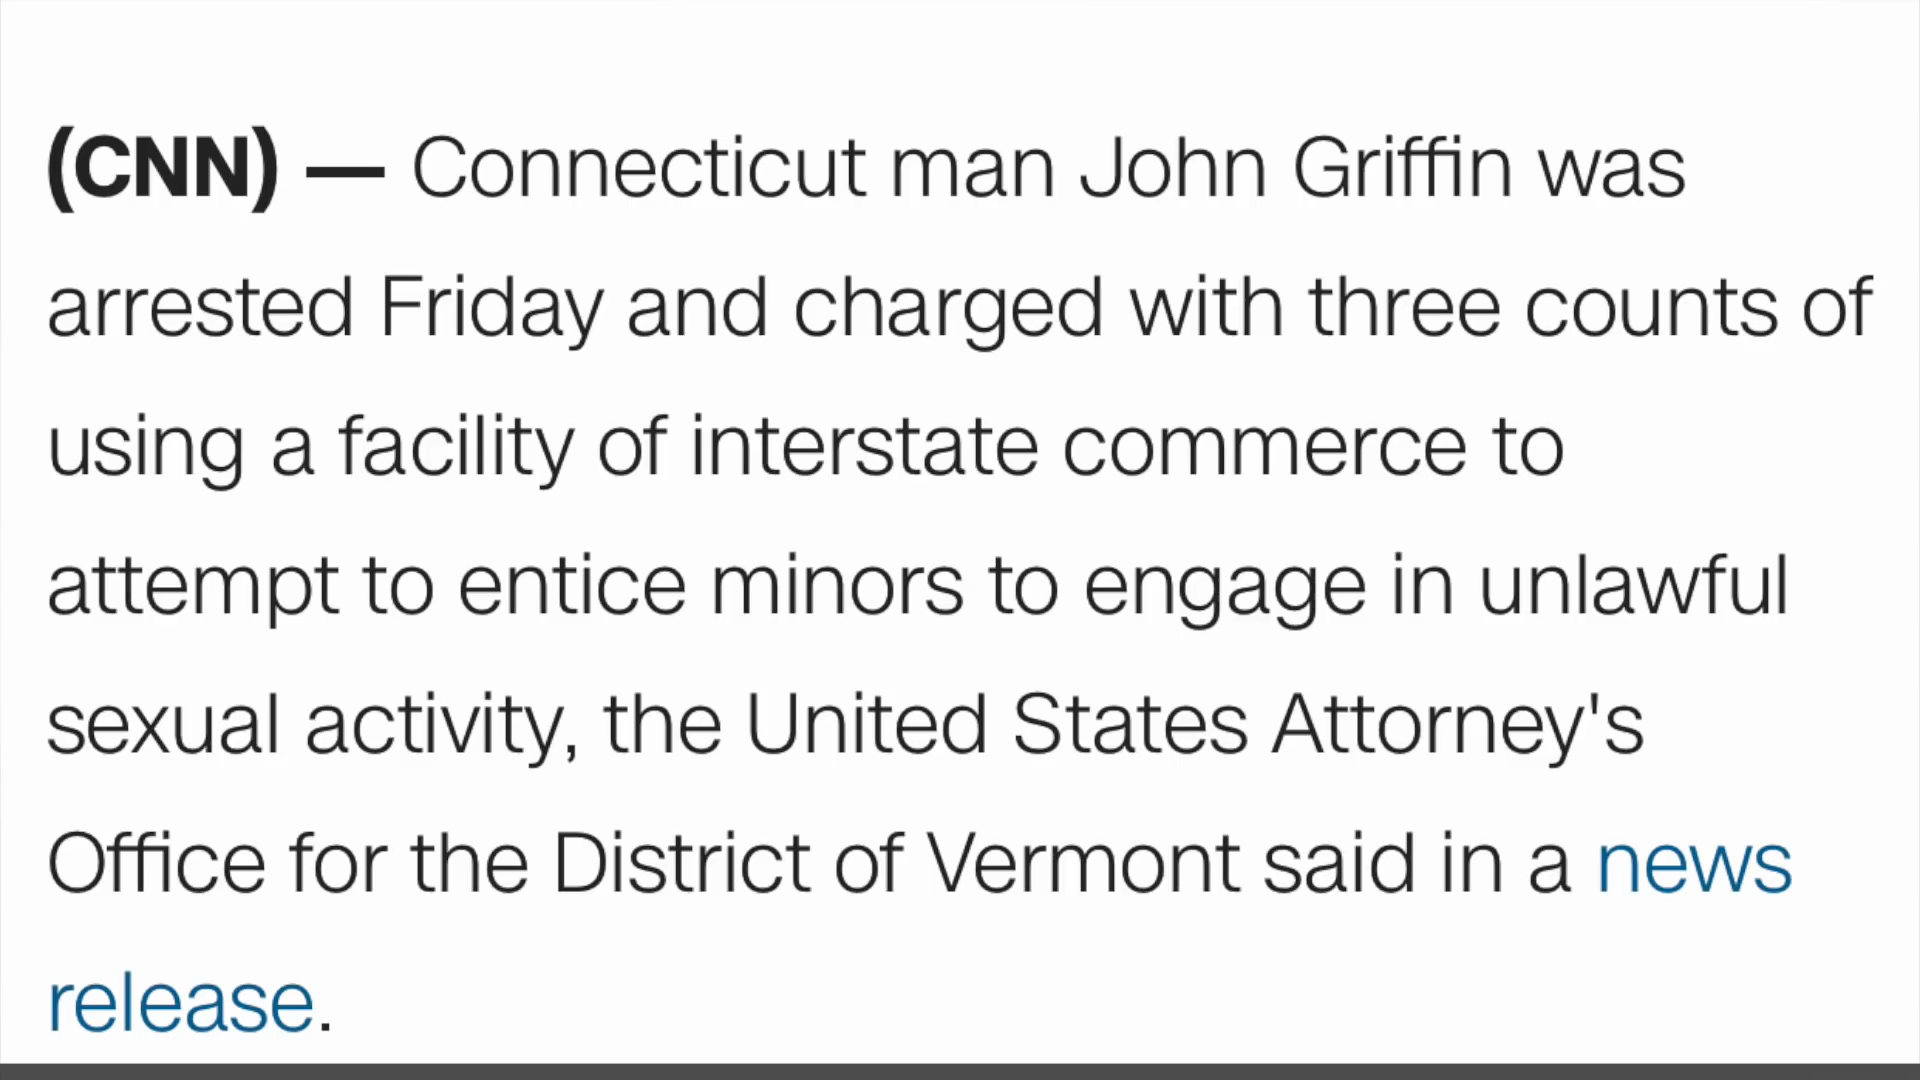 (CNN) — Connecticut man John Griffin was
arrested Friday and charged with three counts of
using a facility of interstate commerce to
attempt to entice minors to engage in unlawful
sexual activity, the United States Attorney's
Office for the District of Vermont said in a news
release.